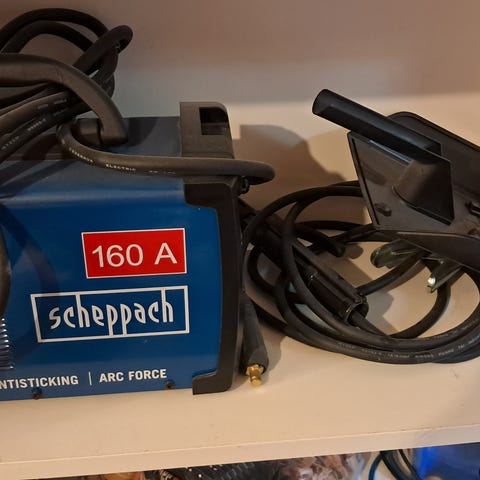 160 A
scheppach
NTISTICKING | ARC FORCE